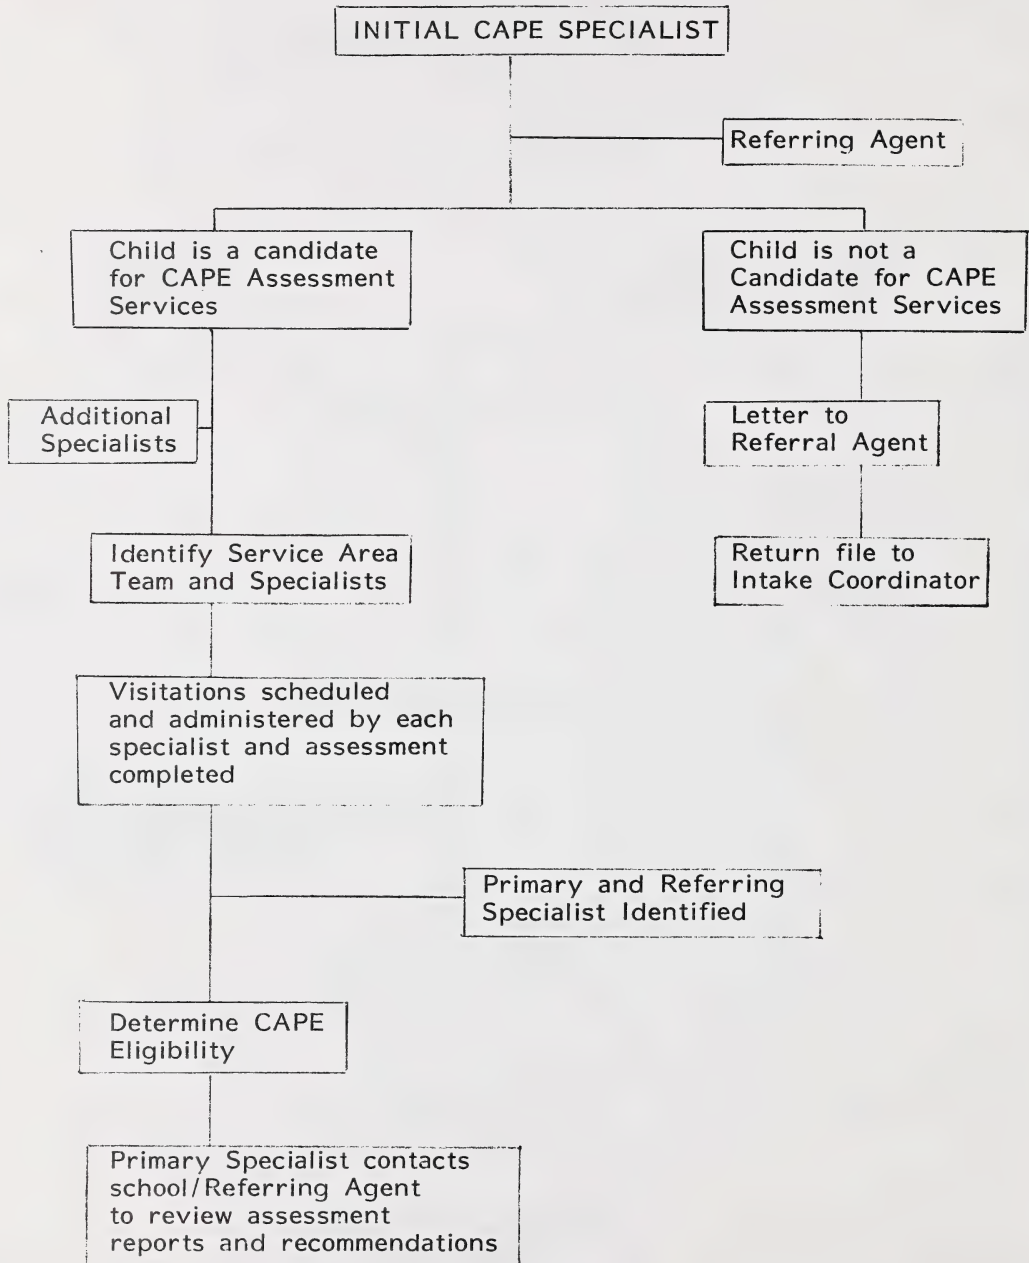 INITIAL CAPE SPECIALIST
Referring Agent
Child is a candidate
for CAPE Assessment
Services
Child is not a
Candidate for CAPE
Assessment Services
Additional
Specialists
Letter to
Referral Agent
Identify Service Area
Team and Specialists
Return file to
Intake Coordinator
Visitations scheduled
and administered by each
specialist and assessment
completed
Primary and Referring
Specialist Identified
Determine CAPE
Eligibility
Primary Specialist contacts
school/Referring Agent
to review assessment
reports and recommendations